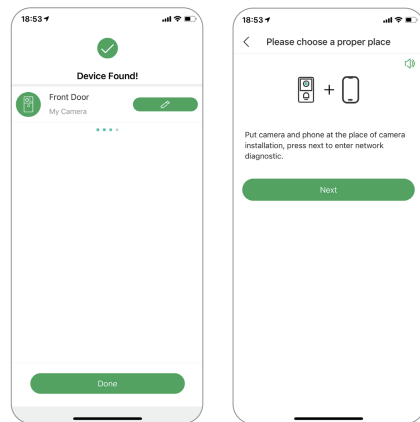 18:53
Device Found!
Front Door
My Camera
Done
18:53
Please choose a proper place
Put camera and phone at the place of camera
installation, press next to enter network
diagnostic.
Next